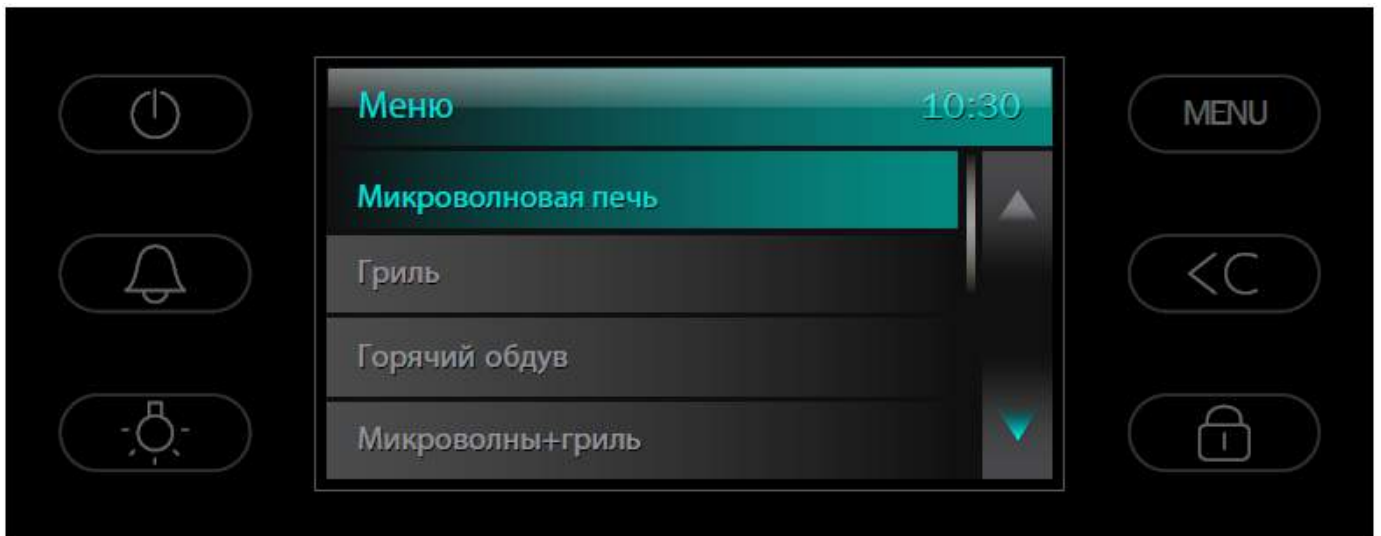 Меню 10:30
MENU
Микроволновая печь
Гриль
<C
Горячий обдув
Микроволны+гриль